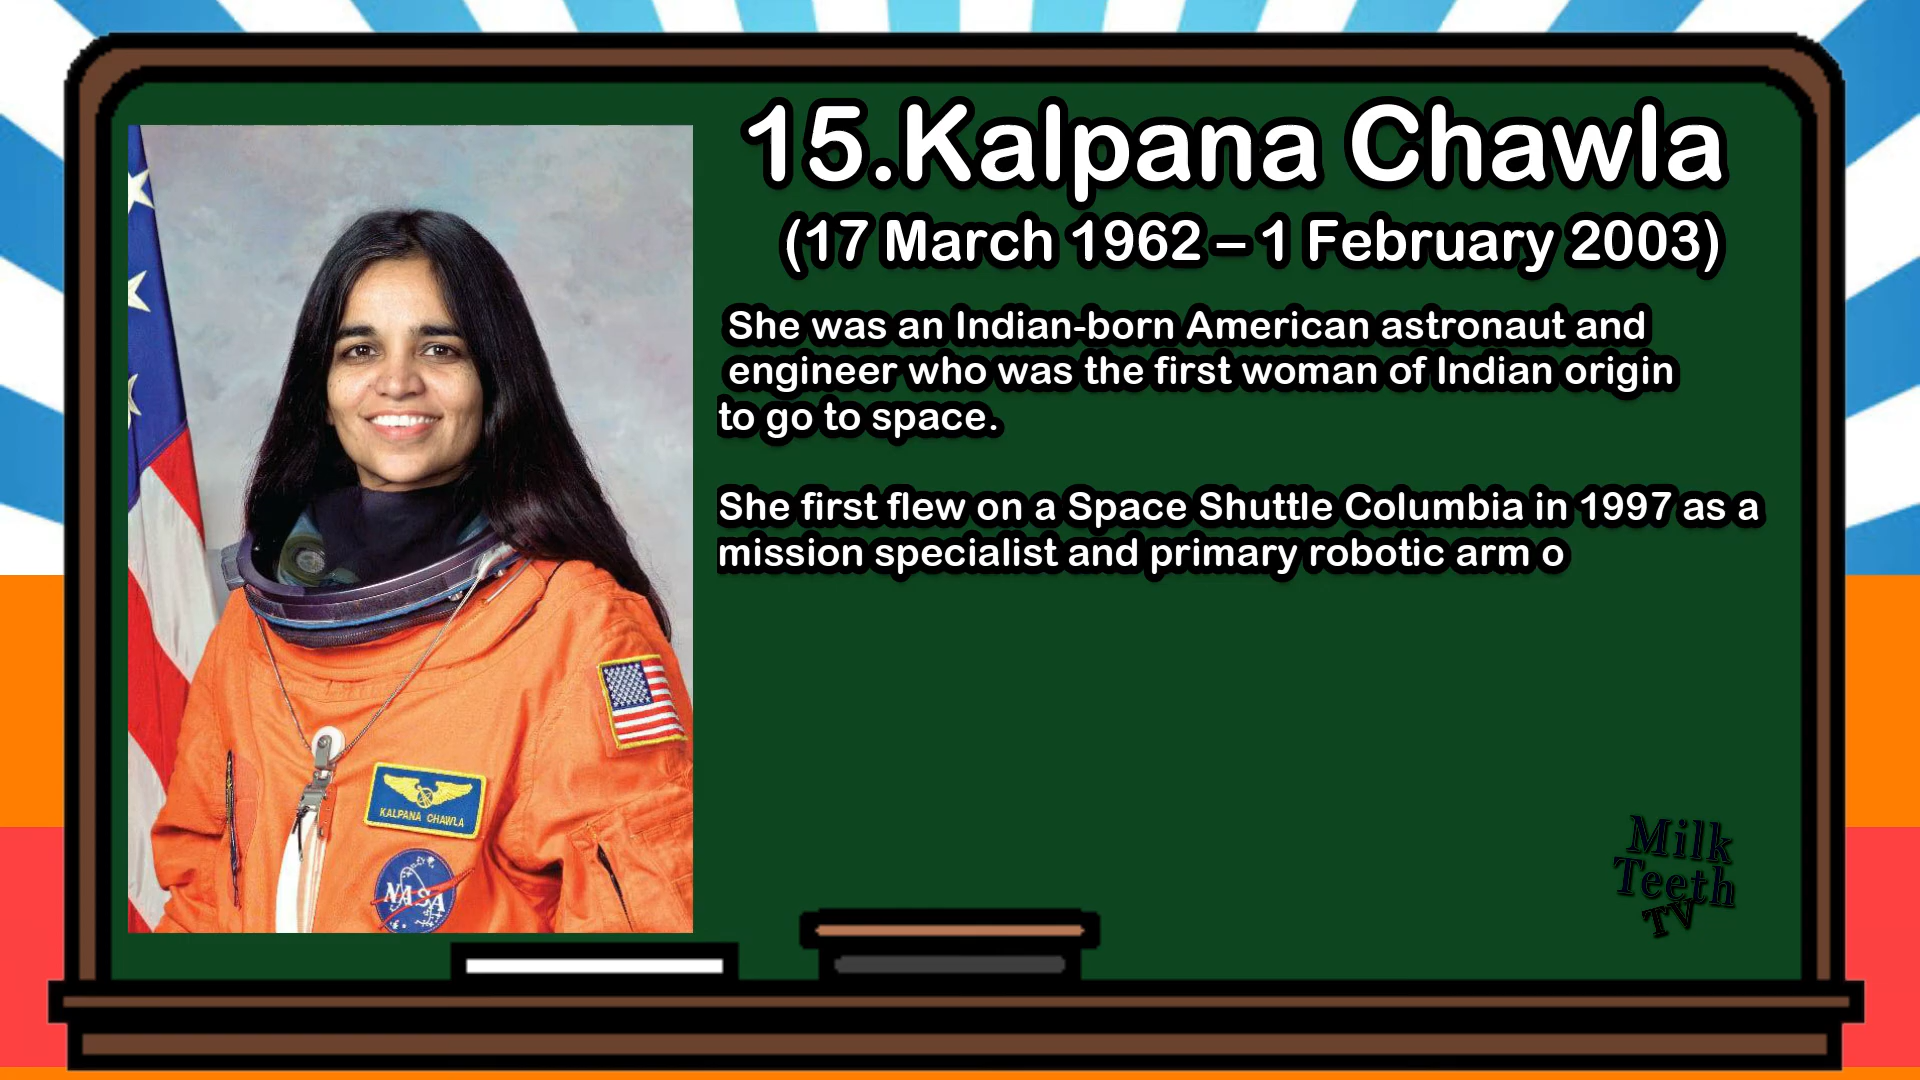 15.Kalpana Chawla
(17 March 1962 – 1 February 2003)
She was an Indian-born American astronaut and
engineer who was the first woman of Indian origin
to go to space.
She first flew on a Space Shuttle Columbia in 1997 as a
mission specialist and primary robotic arm o
KALPANA CHAWLA
NASA
Milk
Teeth
TV